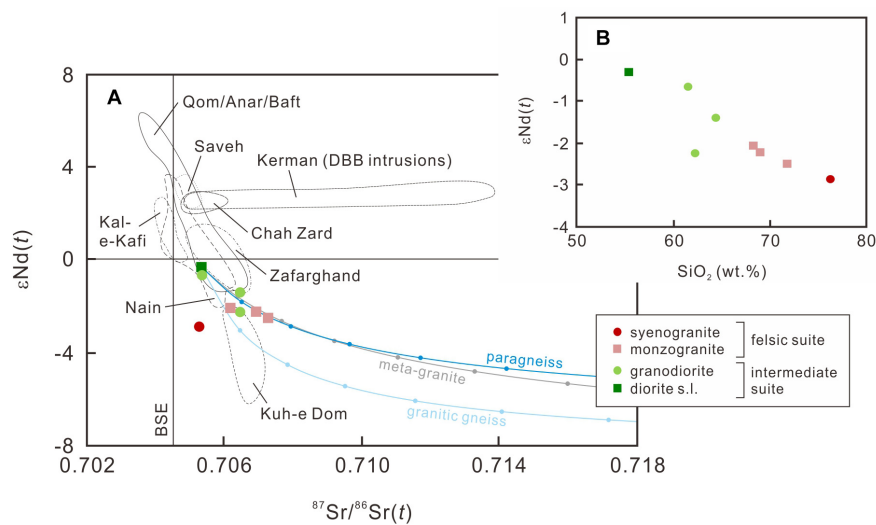 A
8
4
0
-4
-8
εNd(t)
Qom/Anar/Baft
Saveh
Kerman (DBB intrusions)
Kal-
e-Kafi
Chah Zard
Zafarghand
Nain
Kuh-e Dom
BSE
paragneiss
meta-granite
granitic gneiss
0.702
0.706
0.710
0.714
0.718
⁸⁷Sr/⁸⁶Sr(t)
B
1
0
-1
-2
-3
-4
εNd(t)
50
60
70
80
SiO₂ (wt.%)
syenogranite
monzogranite
felsic suite
granodiorite
diorite s.l.
intermediate
suite